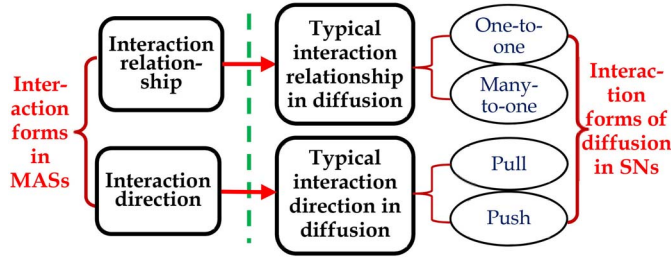 Inter-
action
forms
in
MASs
Interaction
relation-
ship
Interaction
direction
Typical
interaction
relationship
in diffusion
Typical
interaction
direction in
diffusion
One-to-
one
Many-
to-one
Pull
Push
Interac-
tion
forms of
diffusion
in SNs